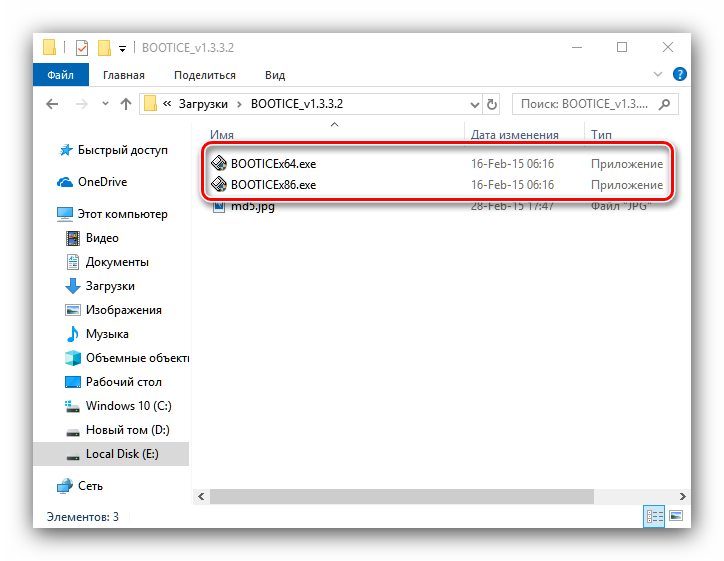 BOOTICE_v1.3.3.2
Файл Главная Поделиться Вид
« Загрузки › BOOTICE_v1.3.3.2 Поиск: BOOTICE_v1.3....
Имя Дата изменения Тип
BOOTICEx64.exe 16-Feb-15 06:16 Приложение
BOOTICEx86.exe 16-Feb-15 06:16 Приложение
md5.jpg 28-Feb-15 17:47 Файл "JPG"
Быстрый доступ
OneDrive
Этот компьютер
Видео
Документы
Загрузки
Изображения
Музыка
Объемные объект
Рабочий стол
Windows 10 (C:)
Новый том (D:)
Local Disk (E:)
Сеть
Элементов: 3